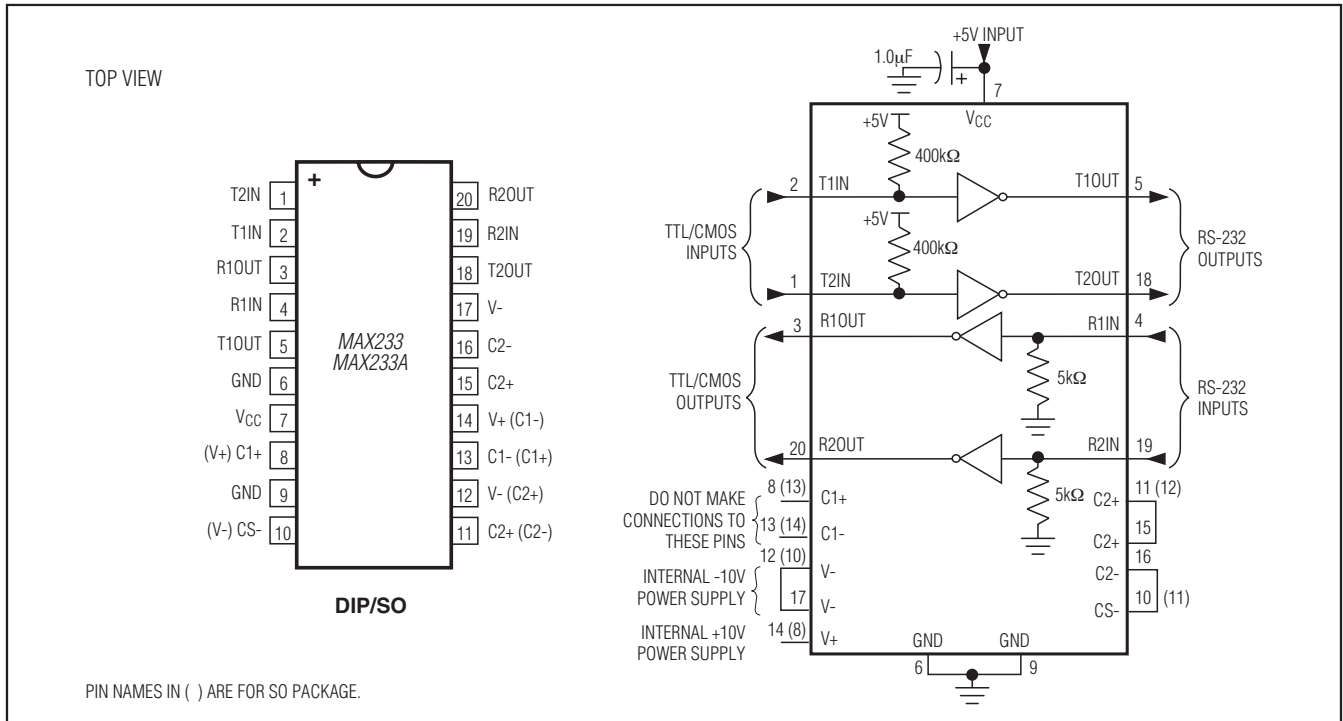 TOP VIEW
+
T2IN 1
T1IN 2
R1OUT 3
R1IN 4
T1OUT 5
GND 6
VCC 7
(V+) C1+ 8
GND 9
(V-) CS- 10
MAX233
MAX233A
20 R2OUT
19 R2IN
18 T2OUT
17 V-
16 C2-
15 C2+
14 V+ (C1-)
13 C1- (C1+)
12 V- (C2+)
11 C2+ (C2-)
DIP/SO
PIN NAMES IN ( ) ARE FOR SO PACKAGE.
+5V INPUT
1.0µF
+
7
VCC
+5V
400kΩ
2 T1IN
T1OUT 5
+5V
400kΩ
TTL/CMOS
INPUTS
RS-232
OUTPUTS
1 T2IN
T2OUT 18
3 R1OUT
R1IN 4
5kΩ
TTL/CMOS
OUTPUTS
RS-232
INPUTS
20 R2OUT
R2IN 19
5kΩ
DO NOT MAKE
CONNECTIONS TO
THESE PINS
8 (13) C1+
13 (14) C1-
INTERNAL -10V
POWER SUPPLY
12 (10) V-
17 V-
INTERNAL +10V
POWER SUPPLY
14 (8) V+
C2+ 11 (12)
C2+ 15
C2- 16
CS- 10 (11)
GND GND
6 9